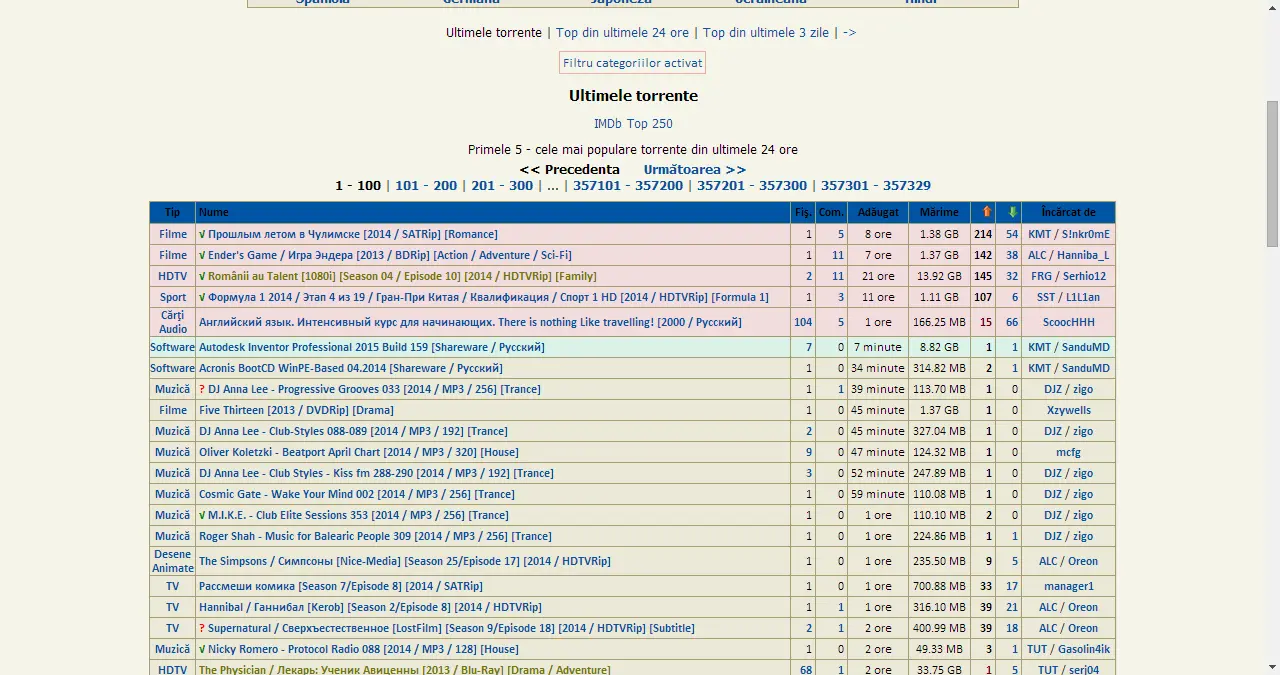 Spaniolă Germană Japoneză Ucraineană Hindi
Ultimele torrente | Top din ultimele 24 ore | Top din ultimele 3 zile | ->
Filtru categoriilor activat
Ultimele torrente
IMDb Top 250
Primele 5 - cele mai populare torrente din ultimele 24 ore
<< Precedenta Următoarea >>
1 - 100 | 101 - 200 | 201 - 300 | ... | 357101 - 357200 | 357201 - 357300 | 357301 - 357329
Tip Nume Fiş. Com. Adăugat Mărime Încărcat de
Filme √ Прошлым летом в Чулимске [2014 / SATRip] [Romance] 1 5 8 ore 1.38 GB 214 54 KMT / S!nkr0mE
Filme √ Ender's Game / Игра Эндера [2013 / BDRip] [Action / Adventure / Sci-Fi] 1 11 7 ore 1.37 GB 142 38 ALC / Hanniba_L
HDTV √ Românii au Talent [1080i] [Season 04 / Episode 10] [2014 / HDTVRip] [Family] 2 11 21 ore 13.92 GB 145 32 FRG / Serhio12
Sport √ Формула 1 2014 / Этап 4 из 19 / Гран-При Китая / Квалификация / Спорт 1 HD [2014 / HDTVRip] [Formula 1] 1 3 11 ore 1.11 GB 107 6 SST / L1L1an
Cărţi Audio Английский язык. Интенсивный курс для начинающих. There is nothing Like travelling! [2000 / Русский] 104 5 1 ore 166.25 MB 15 66 ScoocHHH
Software Autodesk Inventor Professional 2015 Build 159 [Shareware / Русский] 7 0 7 minute 8.82 GB 1 1 KMT / SanduMD
Software Acronis BootCD WinPE-Based 04.2014 [Shareware / Русский] 1 0 34 minute 314.82 MB 2 1 KMT / SanduMD
Muzică ? DJ Anna Lee - Progressive Grooves 033 [2014 / MP3 / 256] [Trance] 1 1 39 minute 113.70 MB 1 0 DJZ / zigo
Filme Five Thirteen [2013 / DVDRip] [Drama] 1 0 45 minute 1.37 GB 1 0 Xzywells
Muzică DJ Anna Lee - Club-Styles 088-089 [2014 / MP3 / 192] [Trance] 2 0 45 minute 327.04 MB 1 0 DJZ / zigo
Muzică Oliver Koletzki - Beatport April Chart [2014 / MP3 / 320] [House] 9 0 47 minute 124.32 MB 1 0 mcfg
Muzică DJ Anna Lee - Club Styles - Kiss fm 288-290 [2014 / MP3 / 192] [Trance] 3 0 52 minute 247.89 MB 1 0 DJZ / zigo
Muzică Cosmic Gate - Wake Your Mind 002 [2014 / MP3 / 256] [Trance] 1 0 59 minute 110.08 MB 1 0 DJZ / zigo
Muzică √ M.I.K.E. - Club Elite Sessions 353 [2014 / MP3 / 256] [Trance] 1 0 1 ore 110.10 MB 2 0 DJZ / zigo
Muzică Roger Shah - Music for Balearic People 309 [2014 / MP3 / 256] [Trance] 1 0 1 ore 224.86 MB 1 1 DJZ / zigo
Desene Animate The Simpsons / Симпсоны [Nice-Media] [Season 25/Episode 17] [2014 / HDTVRip] 1 0 1 ore 235.50 MB 9 5 ALC / Oreon
TV Рассмеши комика [Season 7/Episode 8] [2014 / SATRip] 1 0 1 ore 700.88 MB 33 17 manager1
TV Hannibal / Ганнибал [Kerob] [Season 2/Episode 8] [2014 / HDTVRip] 1 1 1 ore 316.10 MB 39 21 ALC / Oreon
TV ? Supernatural / Сверхъестественное [LostFilm] [Season 9/Episode 18] [2014 / HDTVRip] [Subtitle] 2 1 2 ore 400.99 MB 39 18 ALC / Oreon
Muzică √ Nicky Romero - Protocol Radio 088 [2014 / MP3 / 128] [House] 1 0 2 ore 49.33 MB 3 1 TUT / Gasolin4ik
HDTV The Physician / Лекарь: Ученик Авиценны [2013 / Blu-Ray] [Drama / Adventure] 68 1 2 ore 33.75 GB 1 5 TUT / serj04